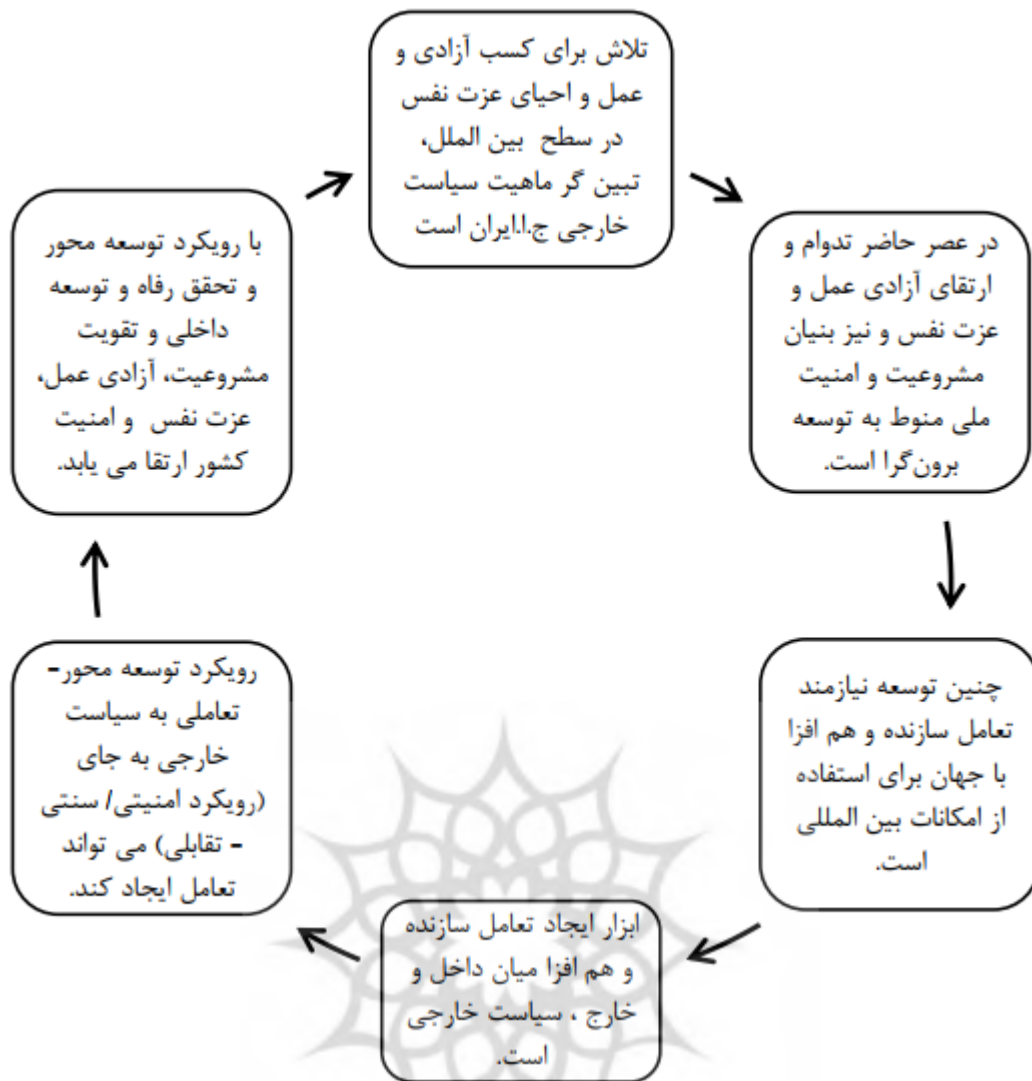 تلاش برای کسب آزادی و
عمل و احیای عزت نفس
در سطح بین الملل،
تبین گر ماهیت سیاست
خارجی ج.ا.ایران است
در عصر حاضر تدوام و
ارتقای آزادی عمل و
عزت نفس و نیز بنیان
مشروعیت و امنیت
ملی منوط به توسعه
برون‌گرا است.
چنین توسعه نیازمند
تعامل سازنده و هم افزا
با جهان برای استفاده
از امکانات بین المللی
است.
ابزار ایجاد تعامل سازنده
و هم افزا میان داخل و
خارج ، سیاست خارجی
است.
رویکرد توسعه محور-
تعاملی به سیاست
خارجی به جای
(رویکرد امنیتی/ سنتی
- تقابلی) می تواند
تعامل ایجاد کند.
با رویکرد توسعه محور
و تحقق رفاه و توسعه
داخلی و تقویت
مشروعیت، آزادی عمل،
عزت نفس و امنیت
کشور ارتقا می یابد.